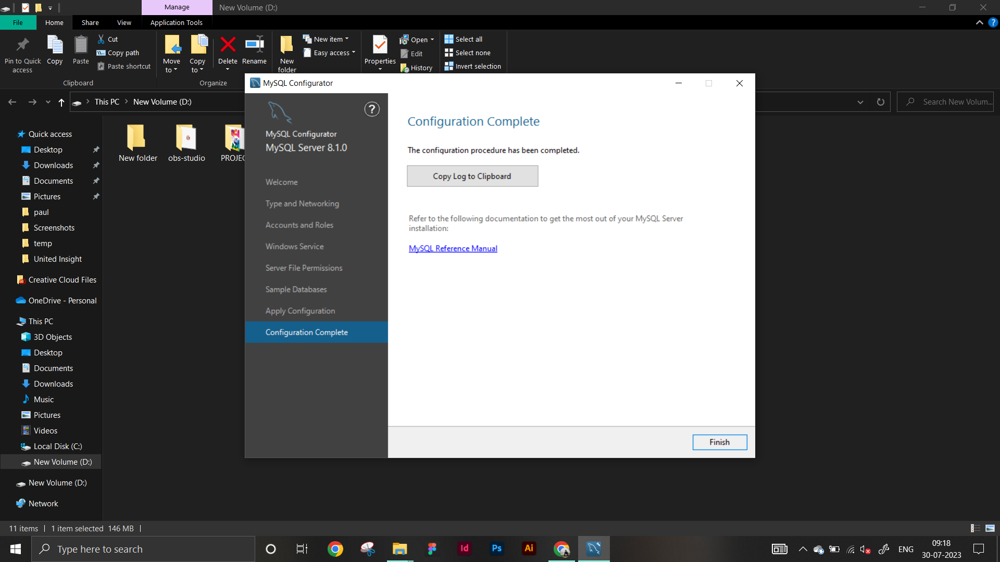 Manage
New Volume (D:)
File
Home
Share
View
Application Tools
Pin to Quick
access
Copy
Paste
Cut
Copy path
Paste shortcut
Clipboard
Move
to
Copy
to
Delete
Rename
Organize
New
folder
New item
Easy access
Properties
Open
Edit
History
Select all
Select none
Invert selection
This PC
New Volume (D:)
Search New Volum...
Quick access
Desktop
Downloads
Documents
Pictures
paul
Screenshots
temp
United Insight
Creative Cloud Files
OneDrive - Personal
This PC
3D Objects
Desktop
Documents
Downloads
Music
Pictures
Videos
Local Disk (C:)
New Volume (D:)
New Volume (D:)
Network
New folder
obs-studio
PROJEC
MySQL Configurator
?
MySQL Configurator
MySQL Server 8.1.0
Welcome
Type and Networking
Accounts and Roles
Windows Service
Server File Permissions
Sample Databases
Apply Configuration
Configuration Complete
Configuration Complete
The configuration procedure has been completed.
Copy Log to Clipboard
Refer to the following documentation to get the most out of your MySQL Server
installation:
MySQL Reference Manual
Finish
11 items
1 item selected 146 MB
Type here to search
Id
Ps
Ai
ENG
09:18
30-07-2023